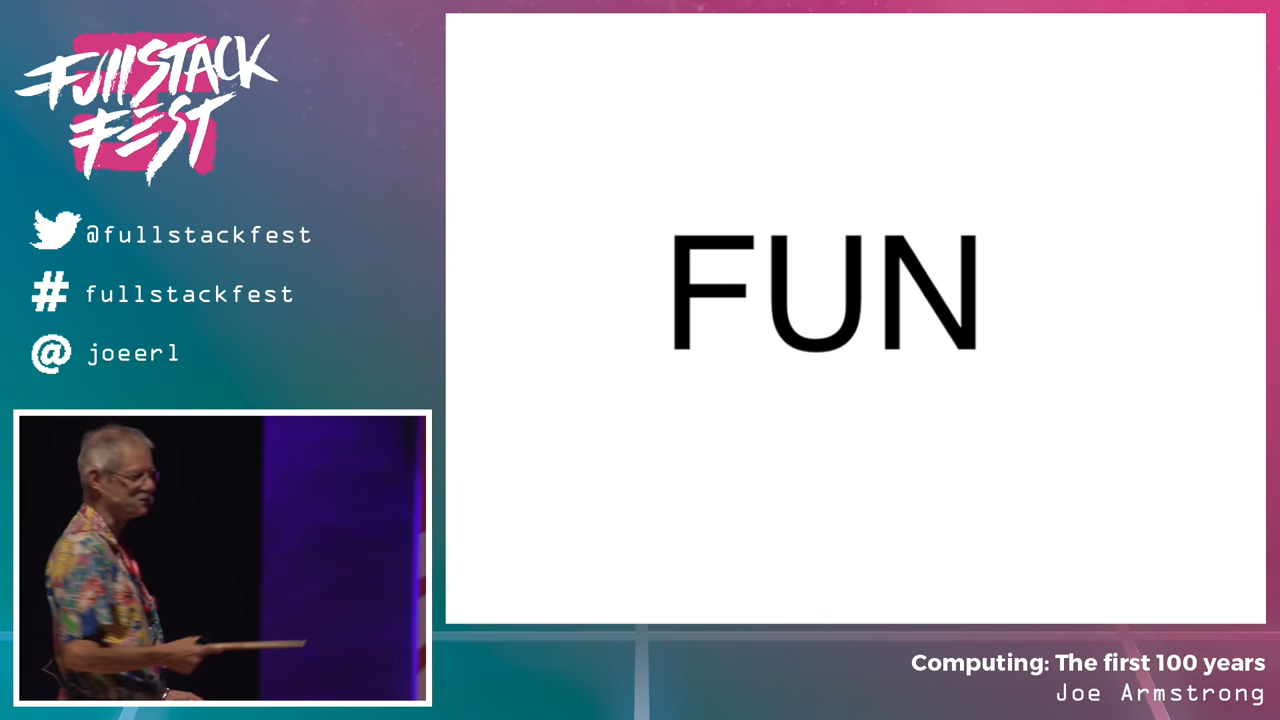 FullSTACK
FEST
@fullstackfest
# fullstackfest
@ joeerl
FUN
Computing: The first 100 years
Joe Armstrong